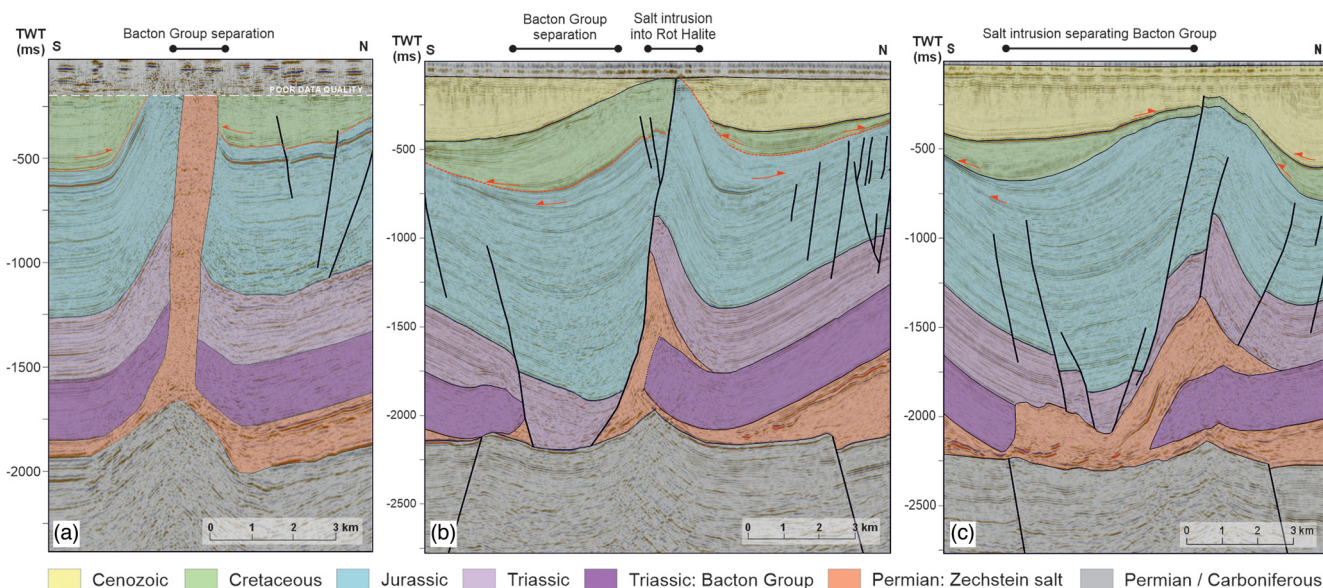 TWT
(ms)
S
Bacton Group separation
N
POOR DATA QUALITY
-500
-1000
-1500
-2000
(a)
0 1 2 3 km
TWT
(ms)
S
Bacton Group
separation
Salt intrusion
into Rot Halite
N
-500
-1000
-1500
-2000
-2500
(b)
0 1 2 3 km
TWT
(ms)
S
Salt intrusion separating Bacton Group
N
-500
-1000
-1500
-2000
-2500
(c)
0 1 2 3 km
Cenozoic Cretaceous Jurassic Triassic Triassic: Bacton Group Permian: Zechstein salt Permian / Carboniferous